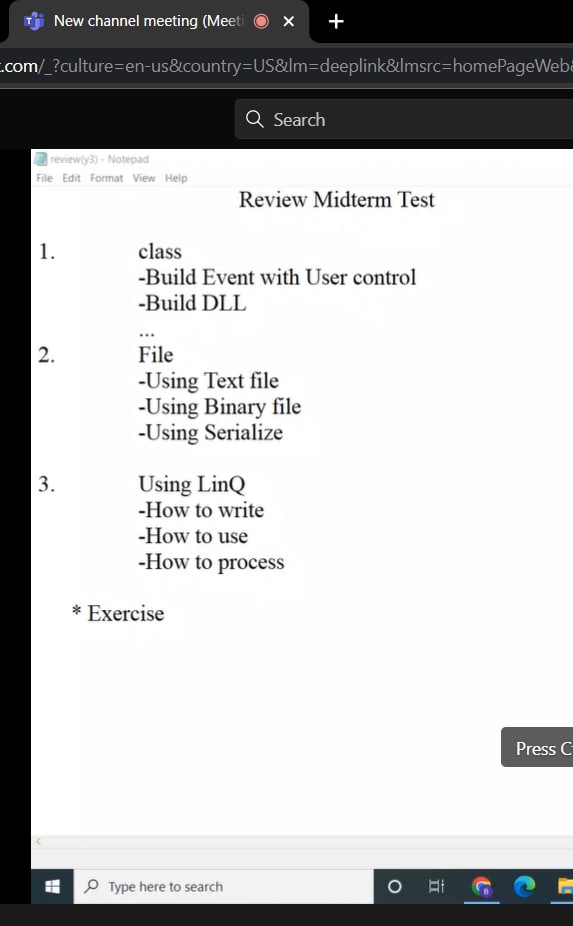 New channel meeting (Meeti
.com/_?culture=en-us&country=US&lm=deeplink&lmsrc=homePageWeb&
Search
review(y3) - Notepad
File Edit Format View Help
Review Midterm Test
1. class
-Build Event with User control
-Build DLL
...
2. File
-Using Text file
-Using Binary file
-Using Serialize
3. Using LinQ
-How to write
-How to use
-How to process
* Exercise
Press C
Type here to search